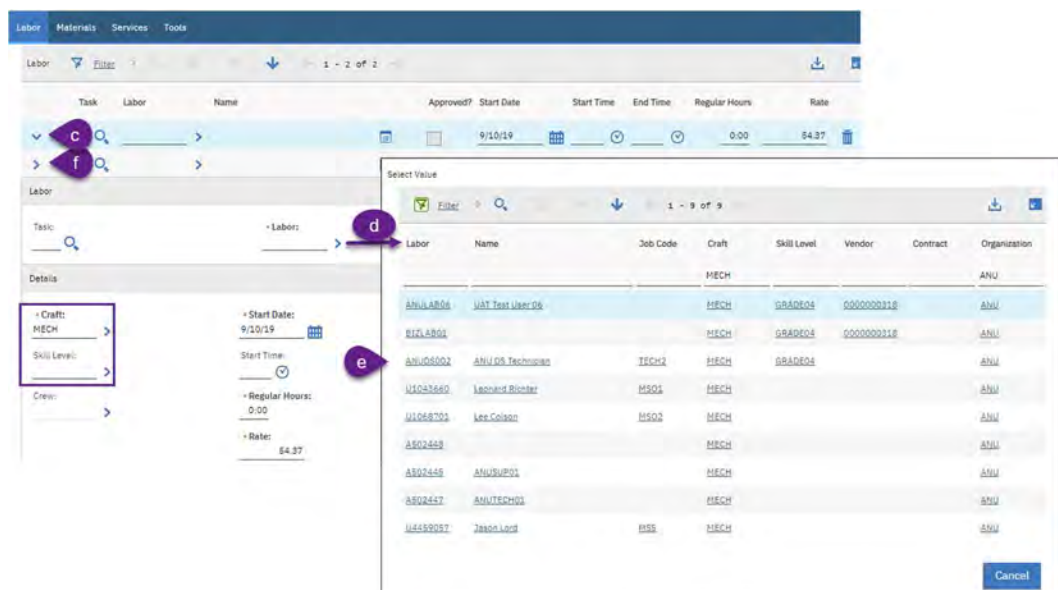 Labor Materials Services Tools
Labor Filter 1 - 2 of 2
Task Labor Name Approved? Start Date Start Time End Time Regular Hours Rate
c 9/10/19 0:00 54.37
f
Labor
Task: Labor:
Details
Craft: Start Date:
MECH 9/10/19
Skill Level: Start Time:
Crew: Regular Hours:
0:00
Rate:
54.37
Select Value
Filter 1 - 9 of 9
d
Labor Name Job Code Craft Skill Level Vendor Contract Organization
MECH ANU
ANULAB06 UAT Test User 06 MECH GRADE04 0000000318 ANU
BIZLAB01 MECH GRADE04 0000000318 ANU
e ANUDS002 ANU DS Technician TECH2 MECH GRADE04 ANU
U1043660 Leonard Richter MSO1 MECH ANU
U1068701 Lee Colson MSO2 MECH ANU
A502448 MECH ANU
A502445 ANUSUP01 MECH ANU
A502447 ANUTECH01 MECH ANU
U4459057 Jason Lord MS5 MECH ANU
Cancel